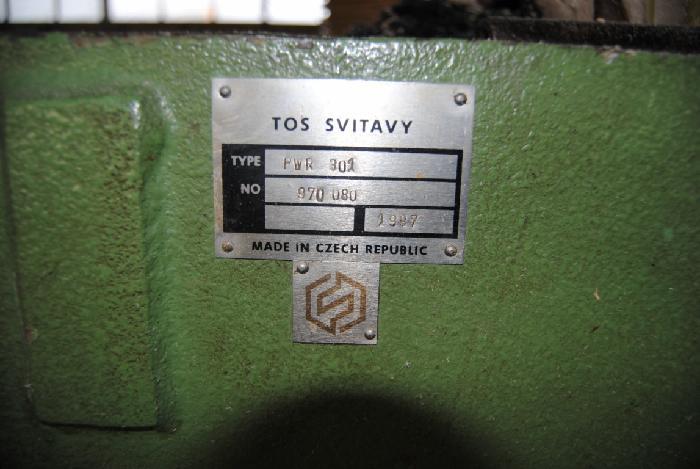 TOS SVITAVY
TYPE PWR 301
NO 970 080
1997
MADE IN CZECH REPUBLIC